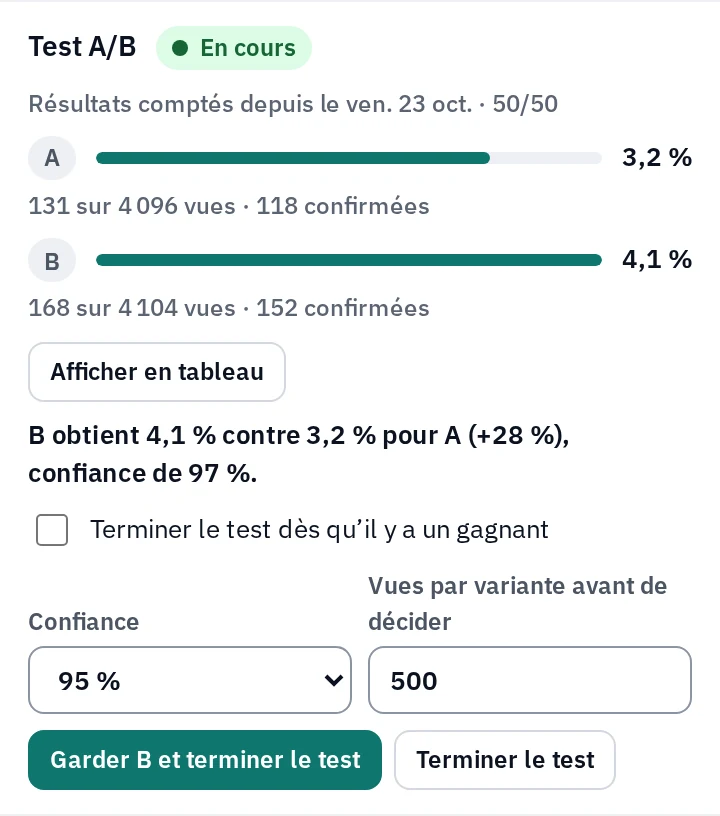 Test A/B En cours
Résultats comptés depuis le ven. 23 oct. · 50/50
A 3,2 %
131 sur 4 096 vues · 118 confirmées
B 4,1 %
168 sur 4 104 vues · 152 confirmées
Afficher en tableau
B obtient 4,1 % contre 3,2 % pour A (+28 %),
confiance de 97 %.
Terminer le test dès qu’il y a un gagnant
Vues par variante avant de
Confiance décider
95 % 500
Garder B et terminer le test Terminer le test